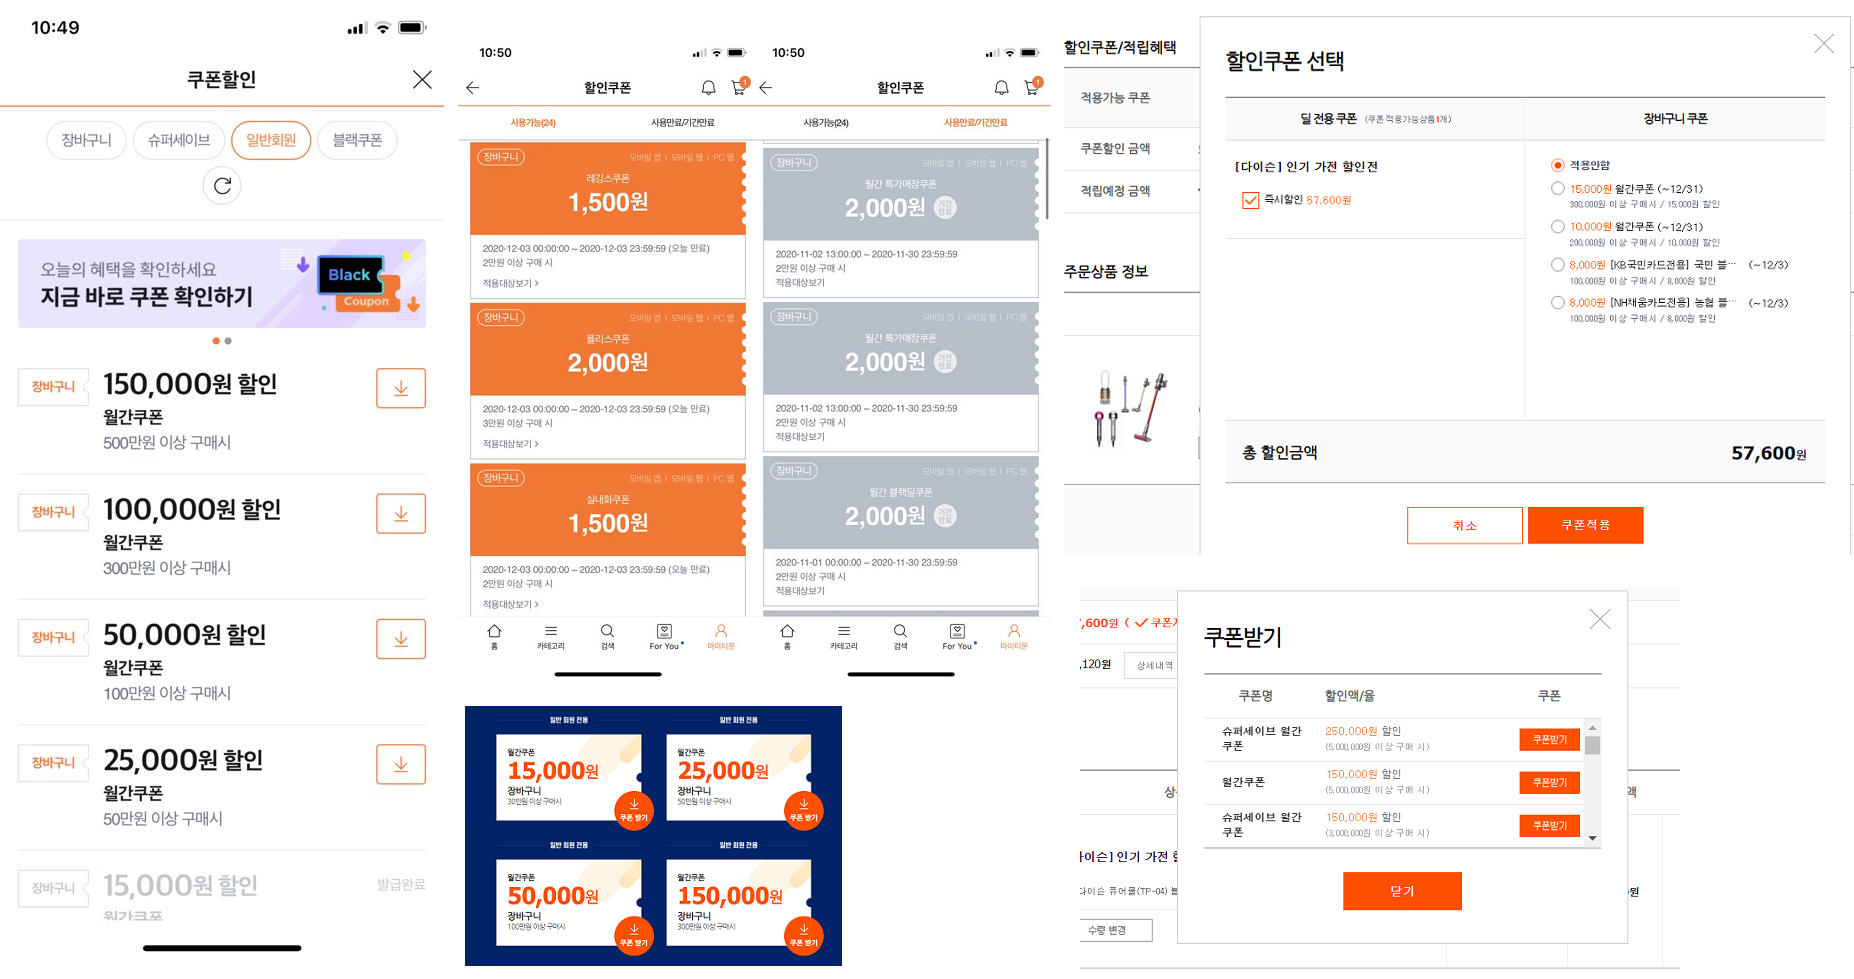 10:49
쿠폰할인
장바구니
슈퍼세이브
일반회원
블랙쿠폰
오늘의 혜택을 확인하세요
지금 바로 쿠폰 확인하기
Black
Coupon
장바구니
150,000원 할인
월간쿠폰
500만원 이상 구매시
장바구니
100,000원 할인
월간쿠폰
300만원 이상 구매시
장바구니
50,000원 할인
월간쿠폰
100만원 이상 구매시
장바구니
25,000원 할인
월간쿠폰
50만원 이상 구매시
장바구니
15,000원 할인
발급완료
월간쿠폰
10:50
할인쿠폰
1
사용가능(24)
사용만료/기간만료
장바구니
모바일 앱 | 모바일 웹 | PC 웹
레깅스쿠폰
1,500원
2020-12-03 00:00:00 ~ 2020-12-03 23:59:59 (오늘 만료)
2만원 이상 구매 시
적용대상보기 >
장바구니
모바일 앱 | 모바일 웹 | PC 웹
플리스쿠폰
2,000원
2020-12-03 00:00:00 ~ 2020-12-03 23:59:59 (오늘 만료)
3만원 이상 구매 시
적용대상보기 >
장바구니
모바일 앱 | 모바일 웹 | PC 웹
실내화쿠폰
1,500원
2020-12-03 00:00:00 ~ 2020-12-03 23:59:59 (오늘 만료)
2만원 이상 구매 시
적용대상보기 >
홈
카테고리
검색
For You
마이티몬
10:50
할인쿠폰
1
사용가능(24)
사용만료/기간만료
장바구니
모바일 앱 | 모바일 웹 | PC 웹
월간 특가매장쿠폰
2,000원
기간
만료
2020-11-02 13:00:00 ~ 2020-11-30 23:59:59
2만원 이상 구매 시
적용대상보기
장바구니
모바일 앱 | 모바일 웹 | PC 웹
월간 특가매장쿠폰
2,000원
기간
만료
2020-11-02 13:00:00 ~ 2020-11-30 23:59:59
2만원 이상 구매 시
적용대상보기
장바구니
모바일 앱 | 모바일 웹 | PC 웹
월간 블랙딜쿠폰
2,000원
기간
만료
2020-11-01 00:00:00 ~ 2020-11-30 23:59:59
2만원 이상 구매 시
적용대상보기
홈
카테고리
검색
For You
마이티몬
일반 회원 전용
월간쿠폰
15,000원
장바구니
30만원 이상 구매시
쿠폰 받기
일반 회원 전용
월간쿠폰
25,000원
장바구니
50만원 이상 구매시
쿠폰 받기
일반 회원 전용
월간쿠폰
50,000원
장바구니
100만원 이상 구매시
쿠폰 받기
일반 회원 전용
월간쿠폰
150,000원
장바구니
300만원 이상 구매시
쿠폰 받기
할인쿠폰/적립혜택
적용가능 쿠폰
쿠폰할인 금액
적립예정 금액
주문상품 정보
할인쿠폰 선택
딜 전용 쿠폰 (쿠폰 적용가능상품 1개)
장바구니 쿠폰
[다이슨] 인기 가전 할인전
즉시할인 57,600원
적용안함
15,000원 월간쿠폰 (~12/31)
300,000원 이상 구매시 / 15,000원 할인
10,000원 월간쿠폰 (~12/31)
200,000원 이상 구매시 / 10,000원 할인
8,000원 [KB국민카드전용] 국민 블··· (~12/3)
100,000원 이상 구매시 / 8,000원 할인
8,000원 [NH채움카드전용] 농협 블··· (~12/3)
100,000원 이상 구매시 / 8,000원 할인
총 할인금액
57,600원
취소
쿠폰적용
,600원 ( 쿠폰
,120원
상세내역
상
액
[다이슨] 인기 가전 할
다이슨 퓨어쿨(TP-04) 블
원
수량 변경
쿠폰받기
쿠폰명
할인액/율
쿠폰
슈퍼세이브 월간
쿠폰
250,000원 할인
(5,000,000원 이상 구매 시)
쿠폰받기
월간쿠폰
150,000원 할인
(5,000,000원 이상 구매 시)
쿠폰받기
슈퍼세이브 월간
쿠폰
150,000원 할인
(3,000,000원 이상 구매 시)
쿠폰받기
닫기